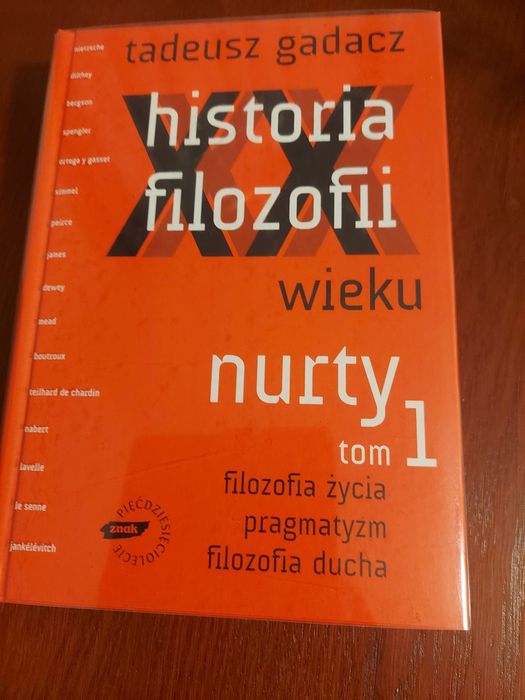 tadeusz gadacz
XX
historia
filozofii
wieku
nurty
tom 1
filozofia życia
pragmatyzm
filozofia ducha
nietzsche
dilthey
bergson
spengler
ortega y gasset
simmel
peirce
james
dewey
mead
boutroux
teilhard de chardin
nabert
lavelle
le senne
jankélévitch
PIĘĆDZIESIĘCIOLECIE
znak